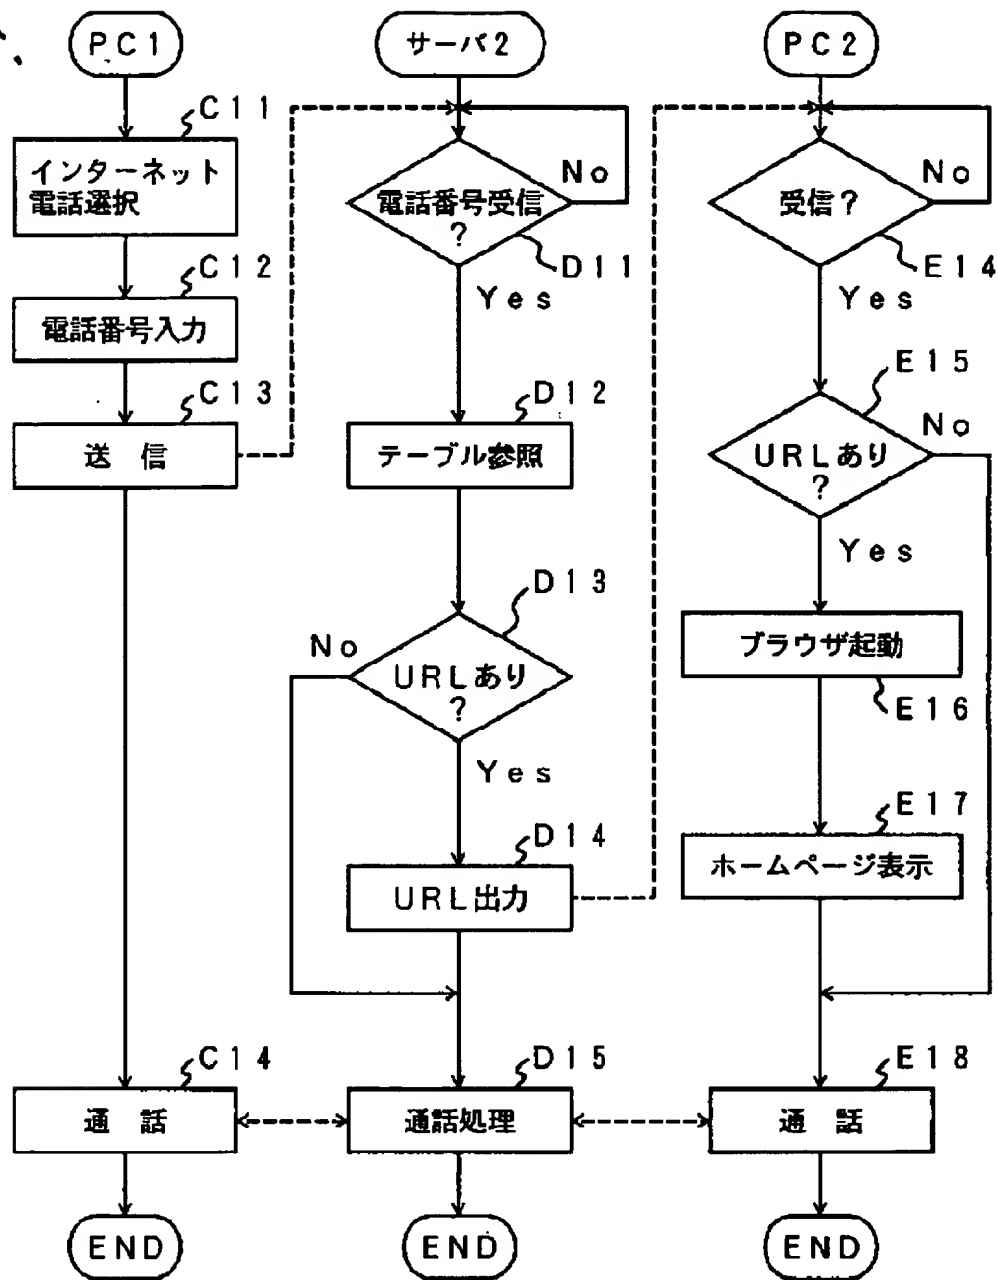 PC1
C11
インターネット
電話選択
C12
電話番号入力
C13
送 信
C14
通 話
END
サーバ2
電話番号受信
?
No
D11
Yes
D12
テーブル参照
D13
No
URLあり
?
Yes
D14
URL出力
D15
通話処理
END
PC2
受信?
No
E14
Yes
E15
No
URLあり
?
Yes
ブラウザ起動
E16
E17
ホームページ表示
E18
通 話
END